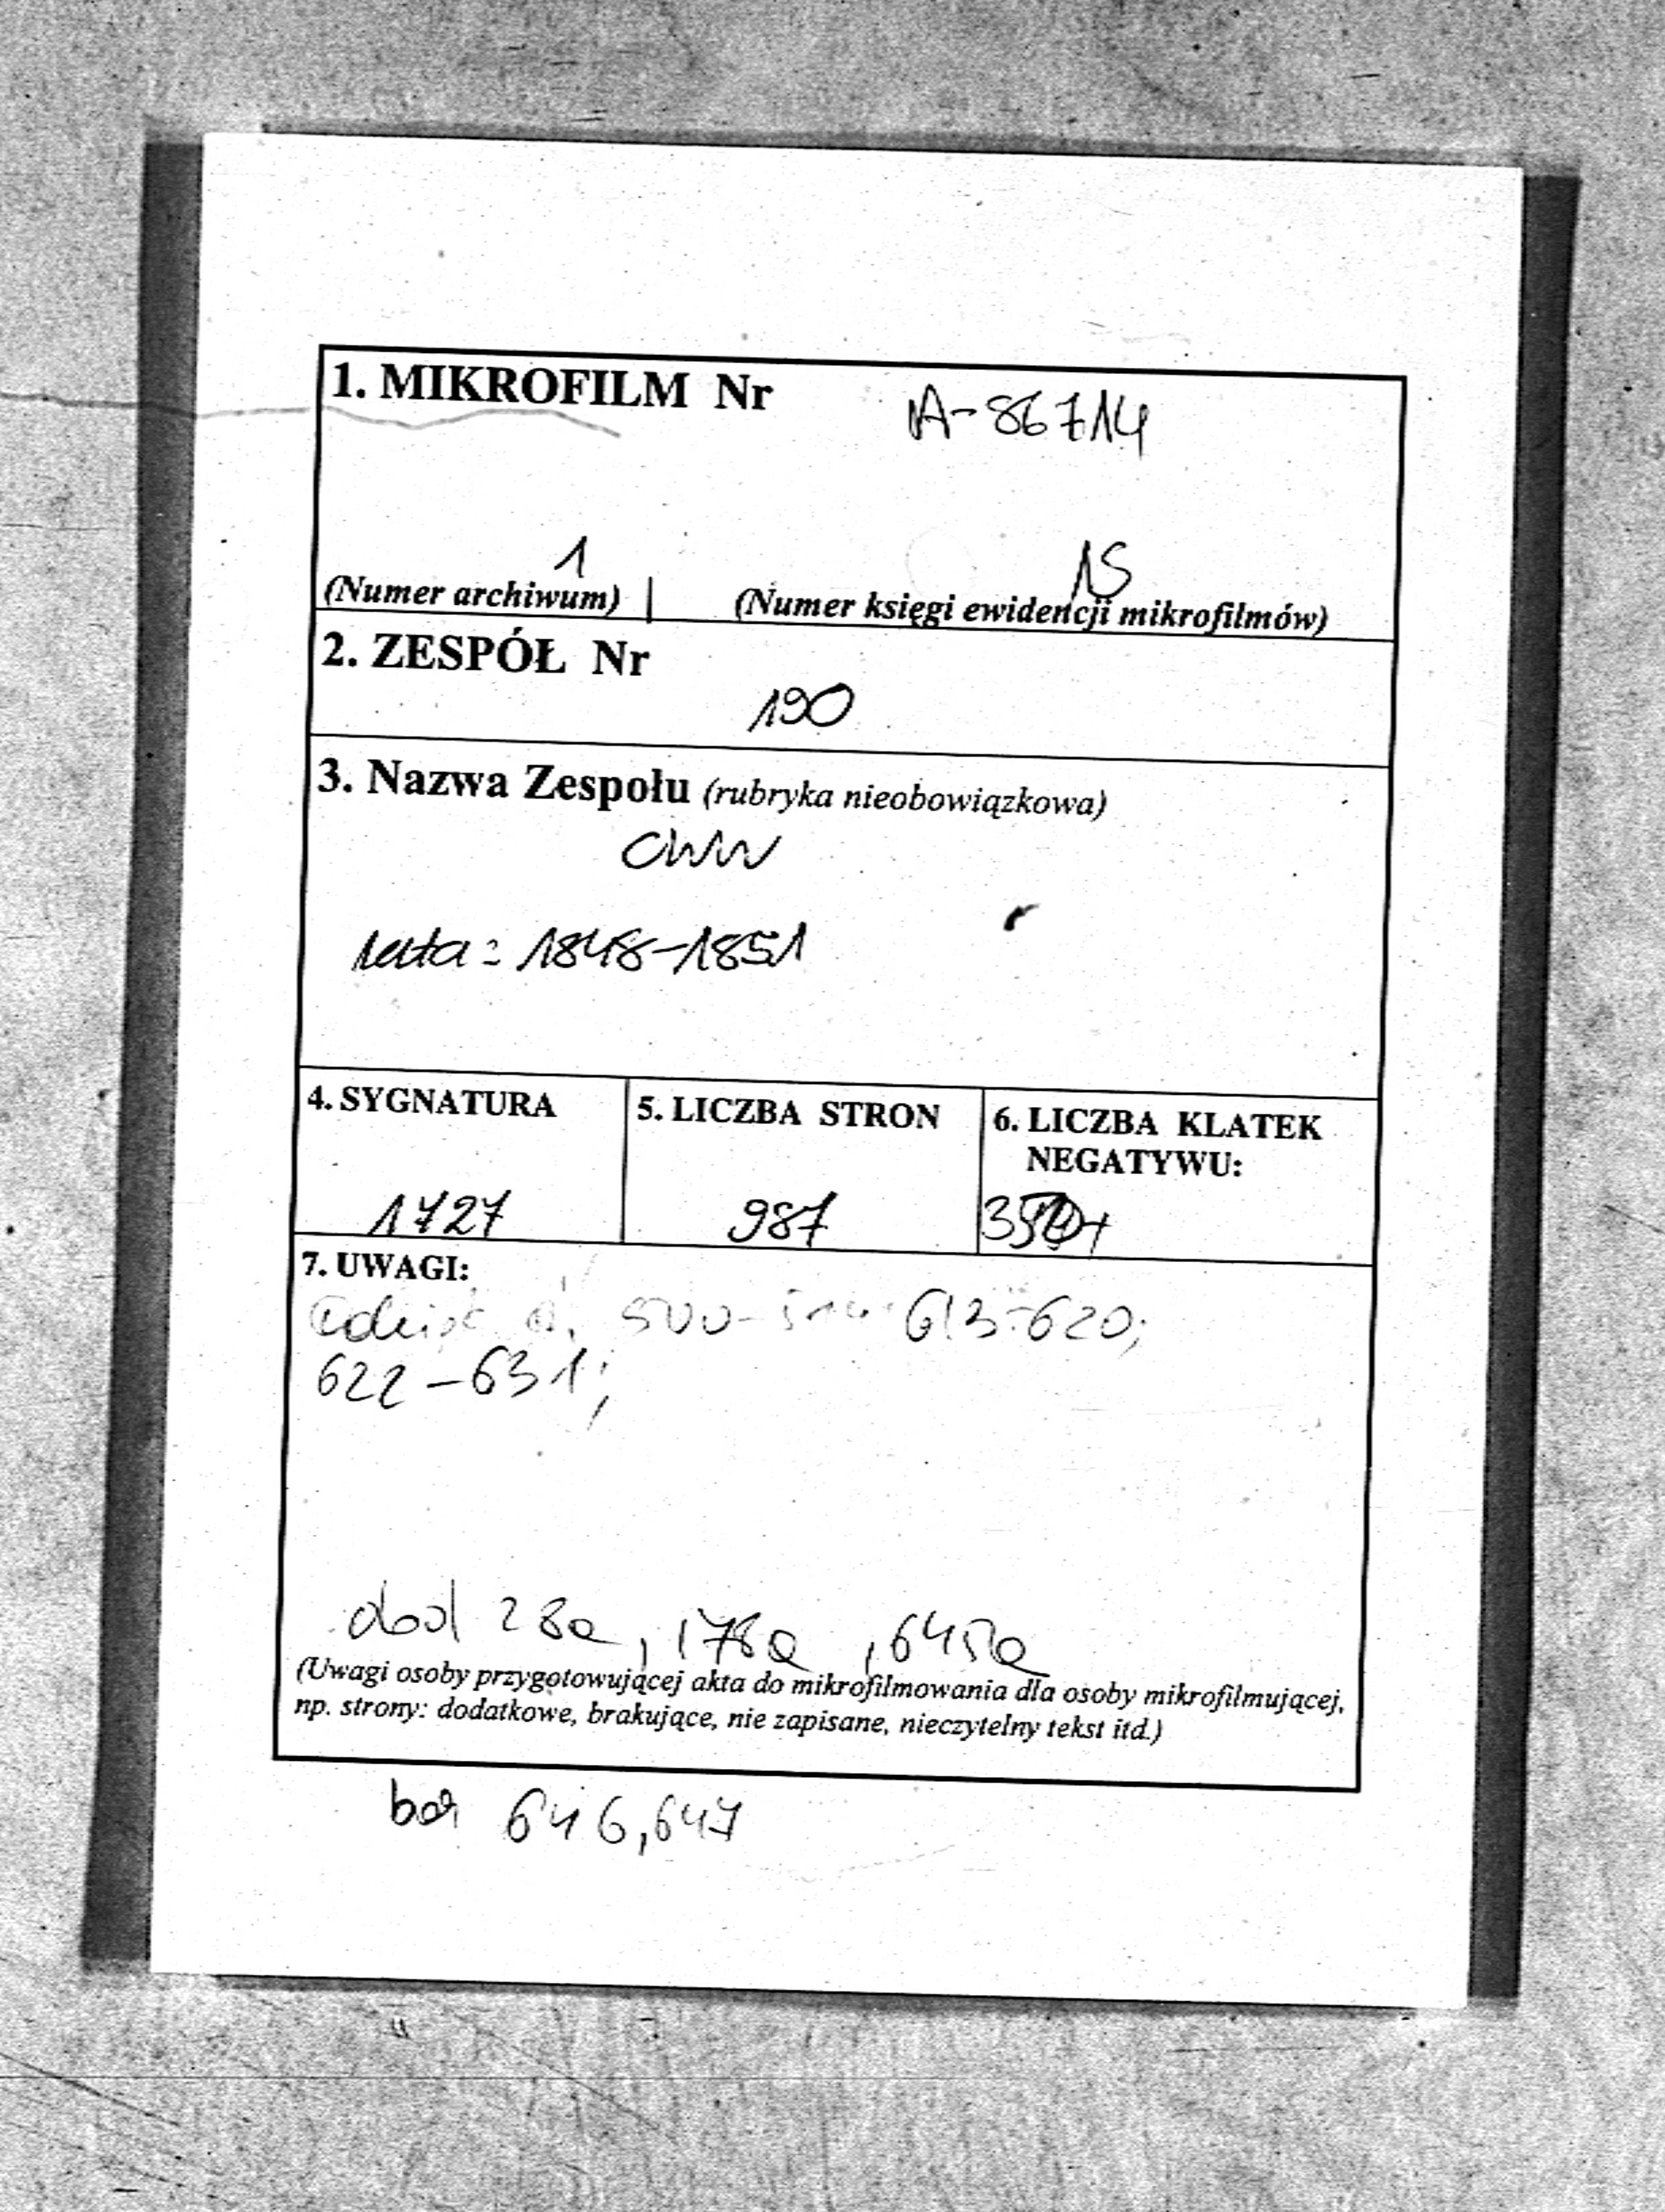 1. MIKROFILM Nr A-86714
1 15
(Numer archiwum) | (Numer księgi ewidencji mikrofilmów)
2. ZESPÓŁ Nr
190
3. Nazwa Zespołu (rubryka nieobowiązkowa)
CWW
lata: 1848-1851
4. SYGNATURA 5. LICZBA STRON 6. LICZBA KLATEK
NEGATYWU:
1727 987
7. UWAGI:
613-620;
622-631;
dod 28a, 178a, 645a
(Uwagi osoby przygotowującej akta do mikrofilmowania dla osoby mikrofilmującej,
np. strony: dodatkowe, brakujące, nie zapisane, nieczytelny tekst itd.)
646,647